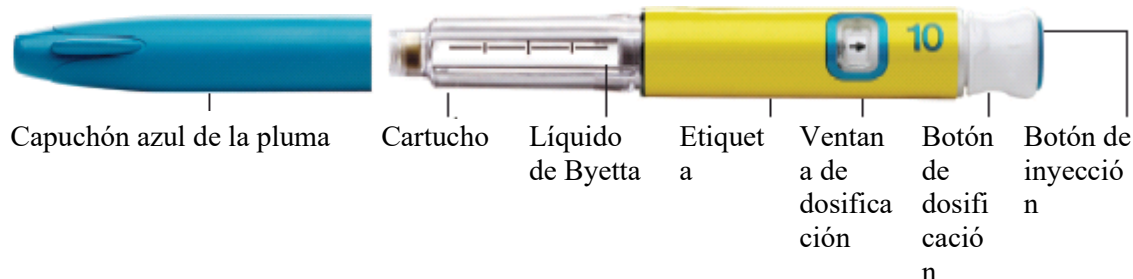 10
Capuchón azul de la pluma
Cartucho
Líquido
de Byetta
Etiquet
a
Ventan
a de
dosifica
ción
Botón
de
dosifi
cació
n
Botón de
inyecció
n